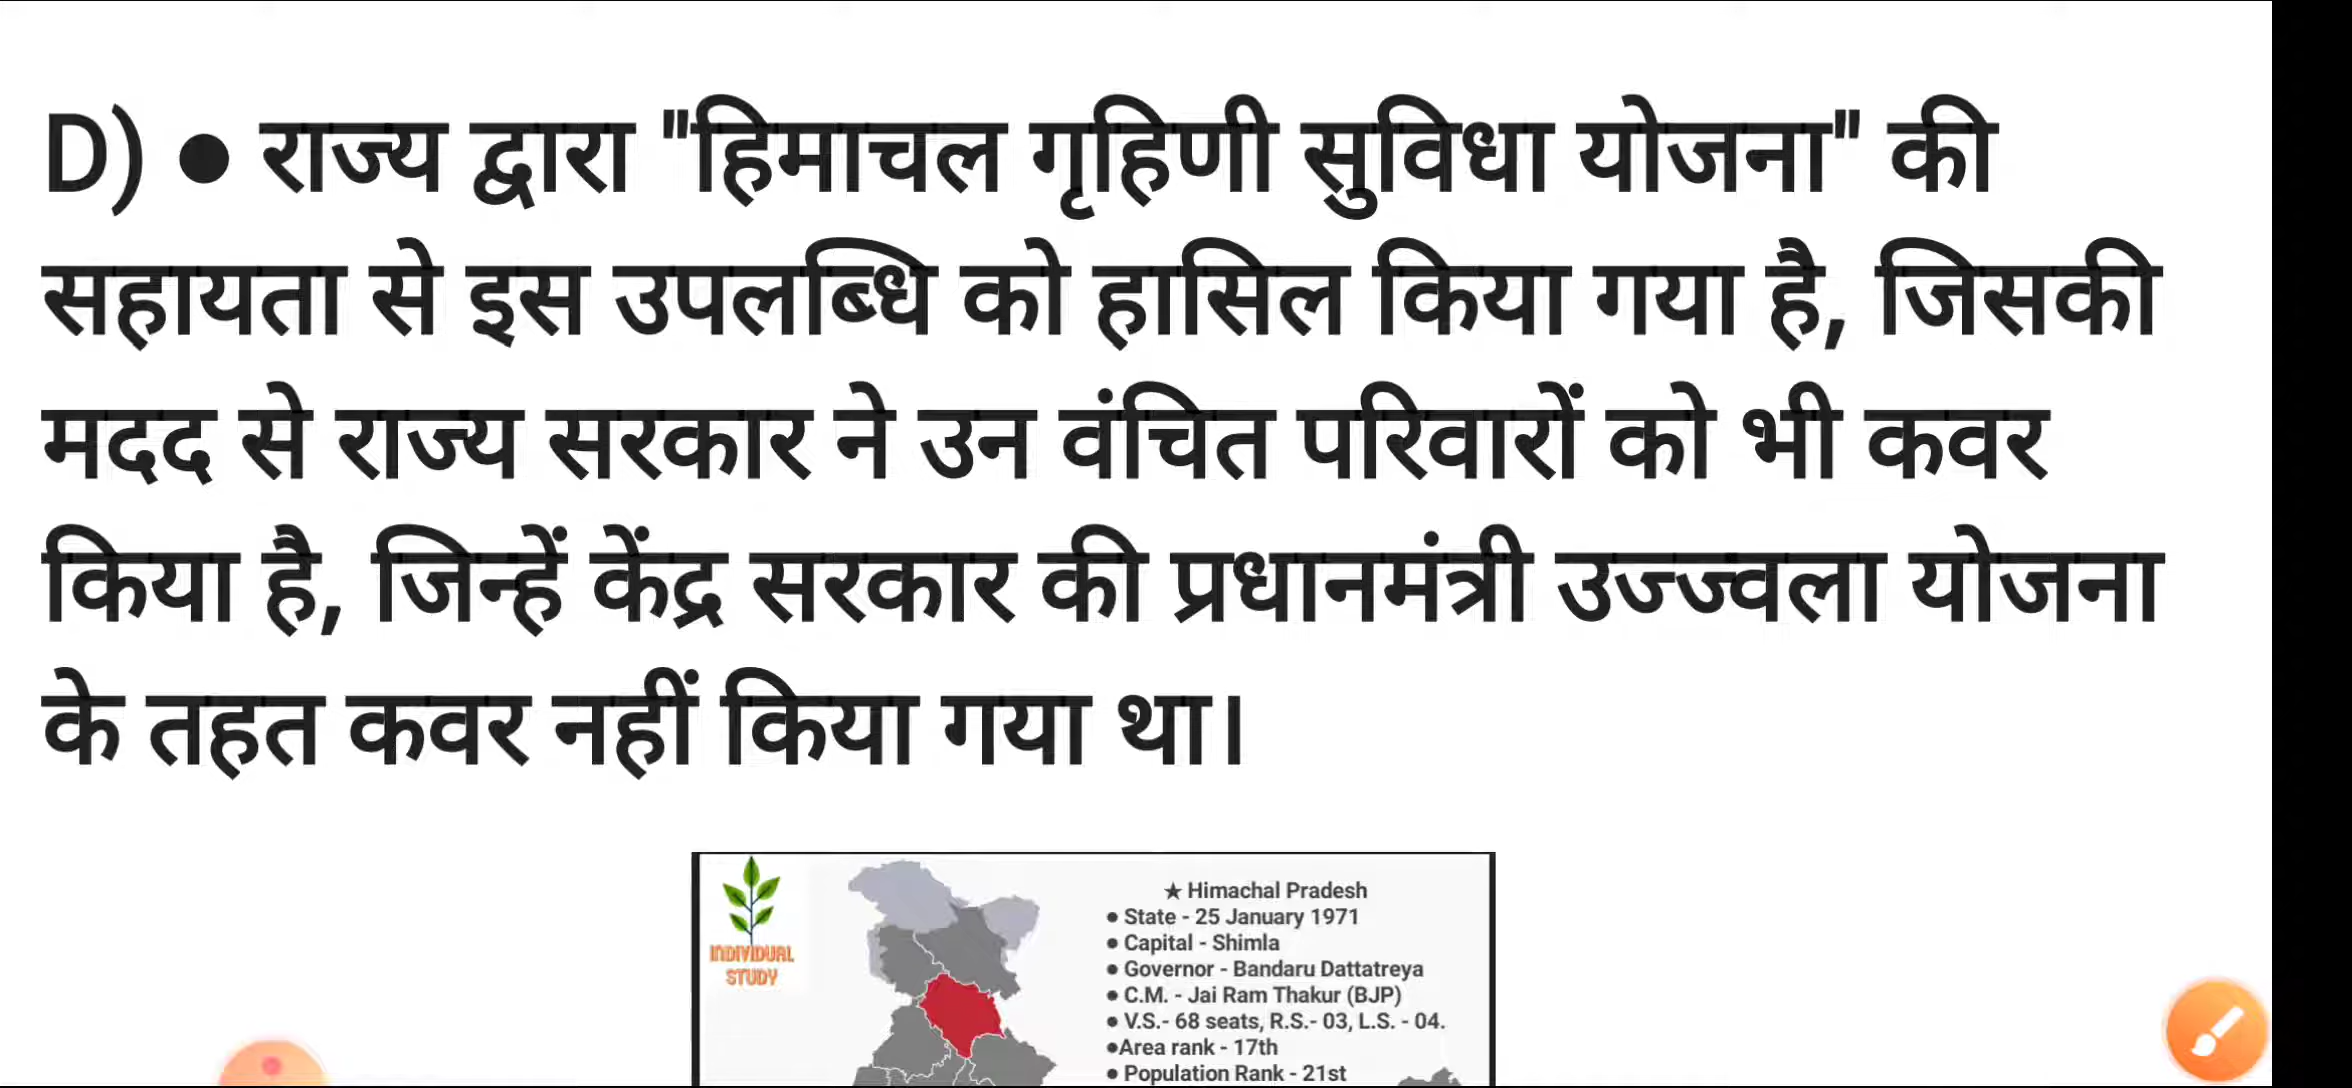 D) ● राज्य द्वारा "हिमाचल गृहिणी सुविधा योजना" की
सहायता से इस उपलब्धि को हासिल किया गया है, जिसकी
मदद से राज्य सरकार ने उन वंचित परिवारों को भी कवर
किया है, जिन्हें केंद्र सरकार की प्रधानमंत्री उज्ज्वला योजना
के तहत कवर नहीं किया गया था।
INDIVIDUAL
STUDY
★ Himachal Pradesh
● State - 25 January 1971
● Capital - Shimla
● Governor - Bandaru Dattatreya
● C.M. - Jai Ram Thakur (BJP)
● V.S.- 68 seats, R.S.- 03, L.S. - 04.
●Area rank - 17th
● Population Rank - 21st